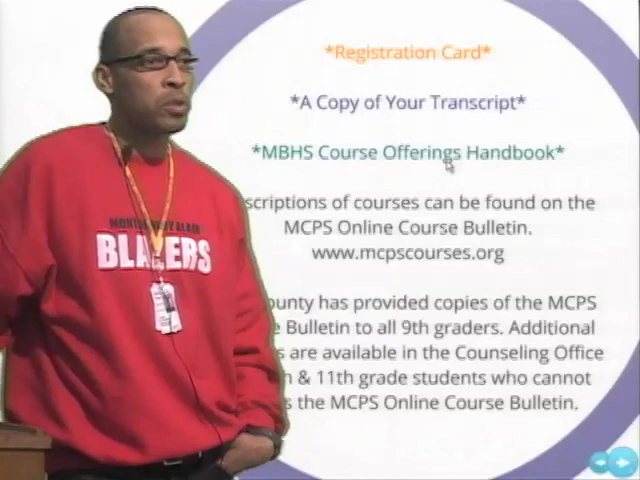 *Registration Card*
*A Copy of Your Transcript*
*MBHS Course Offerings Handbook*
scriptions of courses can be found on the
MCPS Online Course Bulletin.
www.mcpscourses.org
ounty has provided copies of the MCPS
e Bulletin to all 9th graders. Additional
s are available in the Counseling Office
h & 11th grade students who cannot
s the MCPS Online Course Bulletin.
BLAZERS